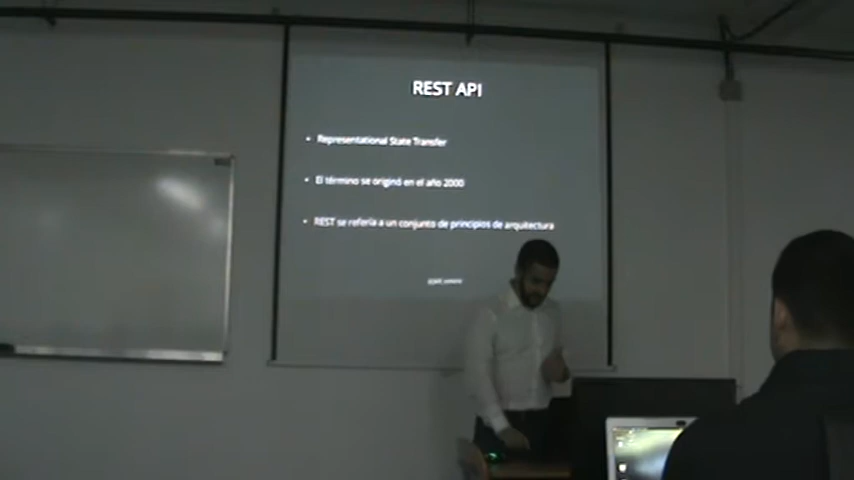 REST API
• Representational State Transfer
• El término se originó en el año 2000
• REST se refería a un conjunto de principios de arquitectura